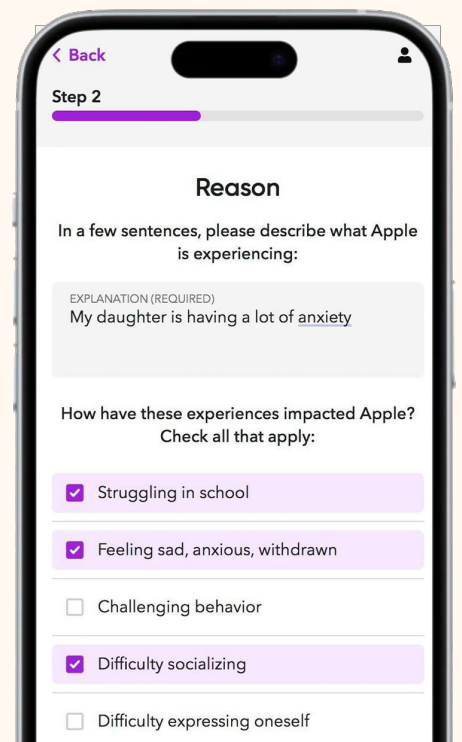 Back
Step 2
Reason
In a few sentences, please describe what Apple
is experiencing:
EXPLANATION (REQUIRED)
My daughter is having a lot of anxiety
How have these experiences impacted Apple?
Check all that apply:
Struggling in school
Feeling sad, anxious, withdrawn
Challenging behavior
Difficulty socializing
Difficulty expressing oneself